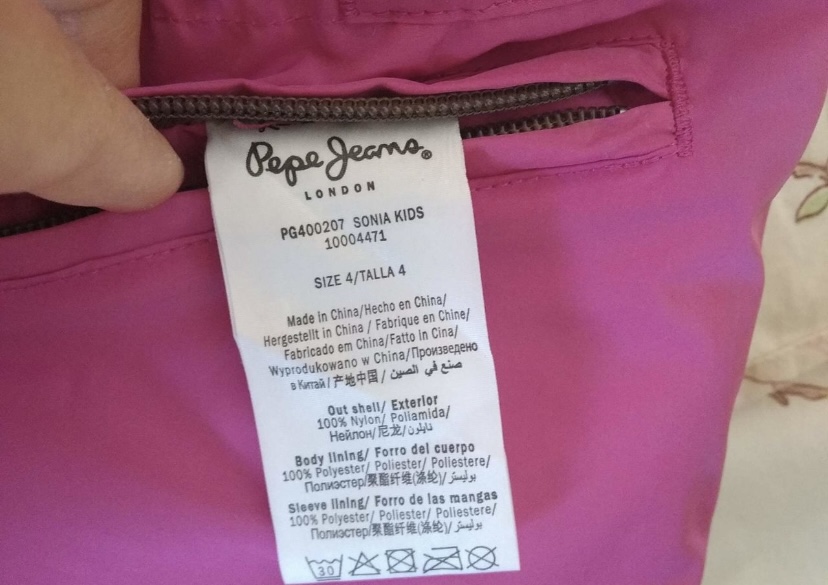 Pepe Jeans®
LONDON
PG400207 SONIA KIDS
10004471
SIZE 4/TALLA 4
Made in China/Hecho en China/
Hergestellt in China / Fabrique en Chine/
Fabricado em China/Fatto in Cina/
Wyprodukowano w China/Произведено
в Китай/产地中国/ صنع في الصين
Out shell/ Exterior
100% Nylon/ Poliamida/
Нейлон/尼龙/نايلون
Body lining/ Forro del cuerpo
100% Polyester/ Poliester/ Poliestere/
Полиэстер/聚酯纤维(涤纶)/بوليستر
Sleeve lining/ Forro de las mangas
100% Polyester/ Poliester/ Poliestere/
Полиэстер/聚酯纤维(涤纶)/بوليستر
30